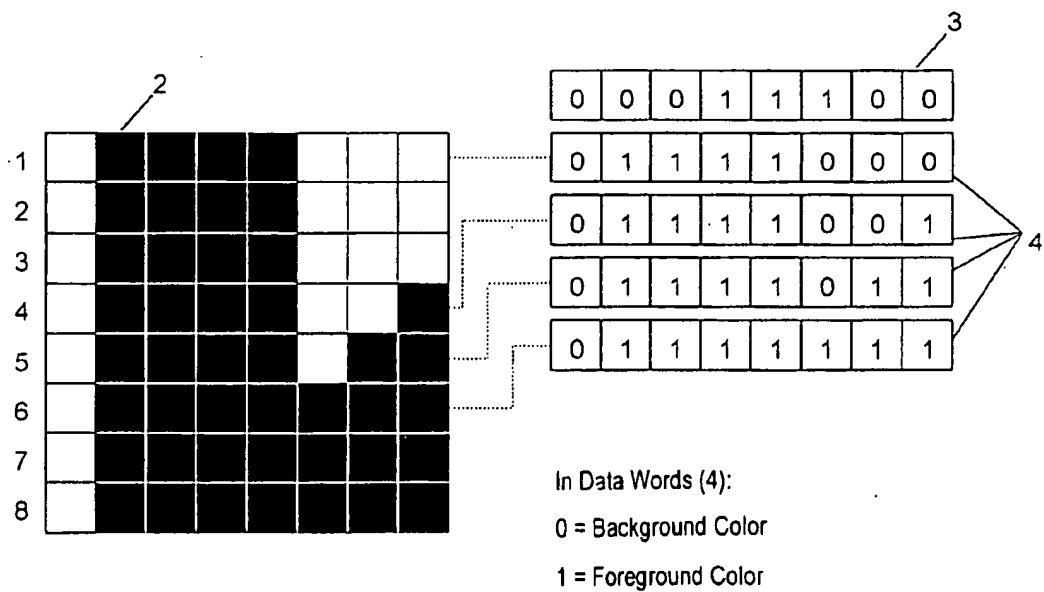 3
2
0 0 0 1 1 1 0 0
1
0 1 1 1 1 0 0 0
2
0 1 1 1 1 0 0 1
3
4
4
0 1 1 1 1 0 1 1
5
0 1 1 1 1 1 1 1
6
7
In Data Words (4):
8
0 = Background Color
1 = Foreground Color